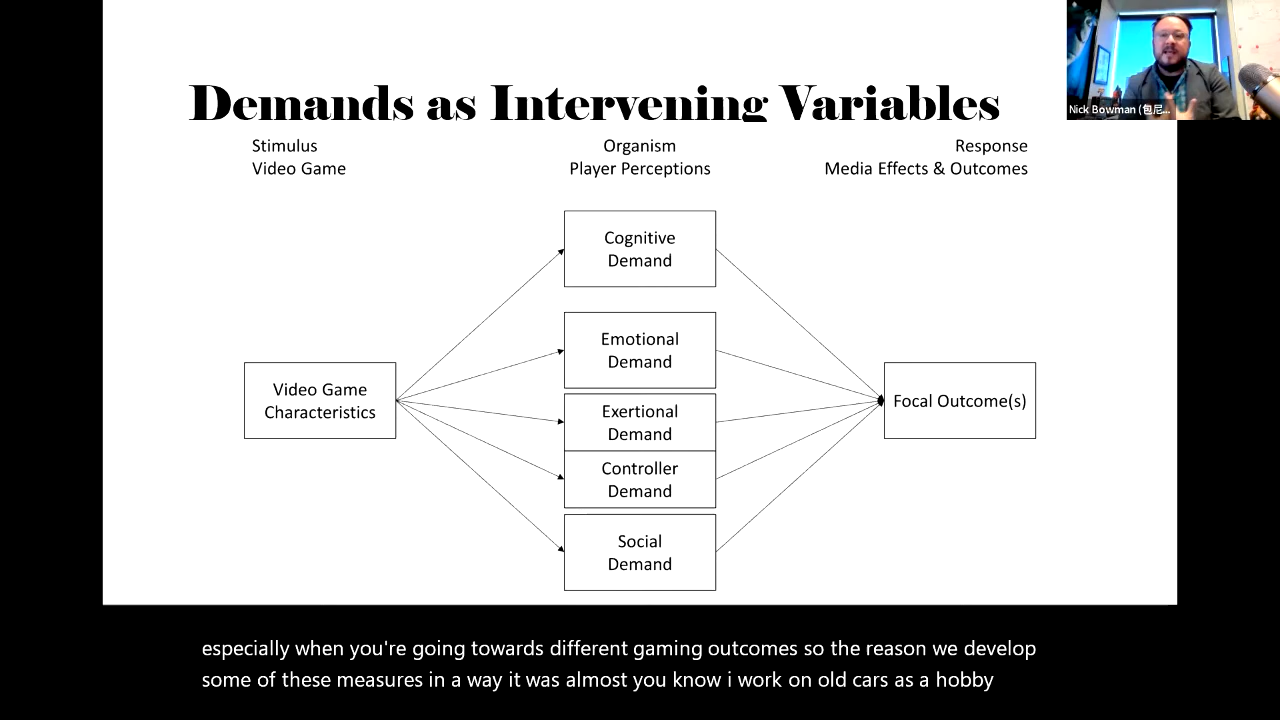 Demands as Intervening Variables
Nick Bowman (包尼...
Stimulus
Video Game
Organism
Player Perceptions
Response
Media Effects & Outcomes
Cognitive
Demand
Emotional
Demand
Video Game
Characteristics
Exertional
Demand
Focal Outcome(s)
Controller
Demand
Social
Demand
especially when you're going towards different gaming outcomes so the reason we develop
some of these measures in a way it was almost you know i work on old cars as a hobby